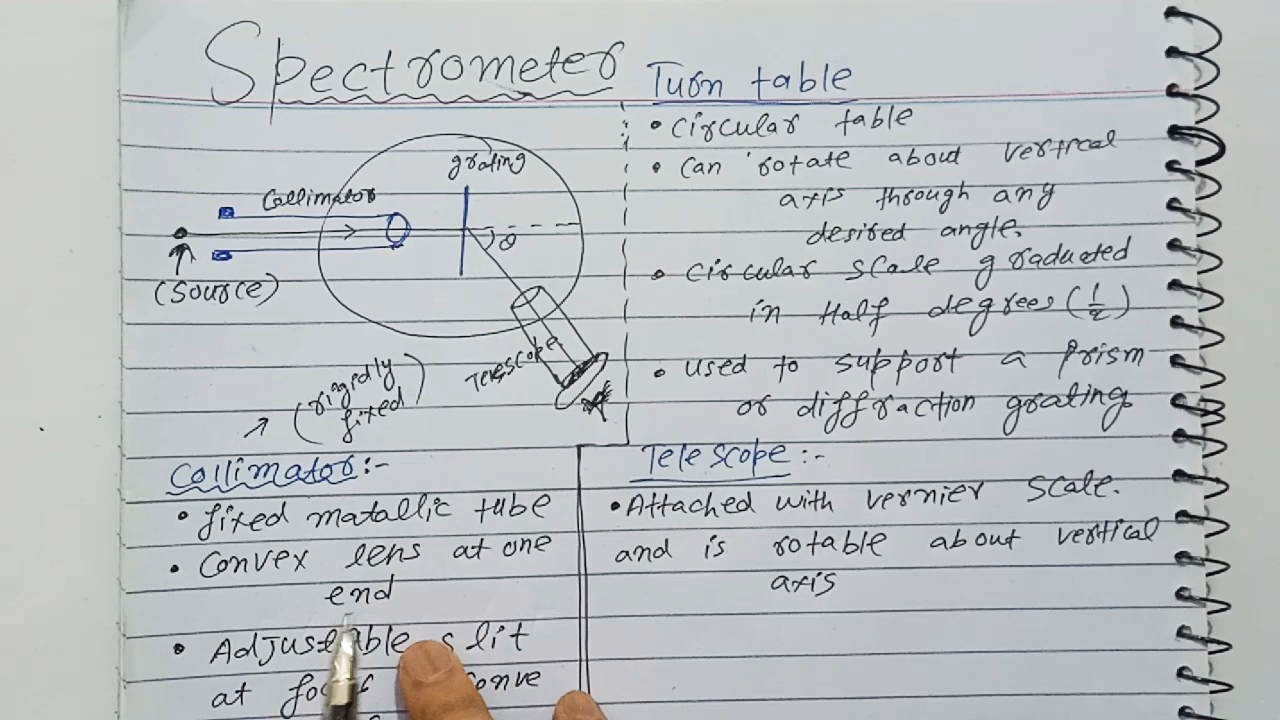 Spectrometer
grating
Collimator
θ
(Source)
Telescope
(ringedly
fixed)
Turn table
• Circular table
• Can rotate about vertical
axis through any
desired angle.
• Circular scale graduated
in Half degrees (1/2)
• used to support a Prism
or diffraction grating.
Collimator:-
• fixed matallic tube
• Convex lens at one
end
• Adjustable slit
at
Telescope :-
• Attached with vernier scale.
and is rotable about vertical
axis